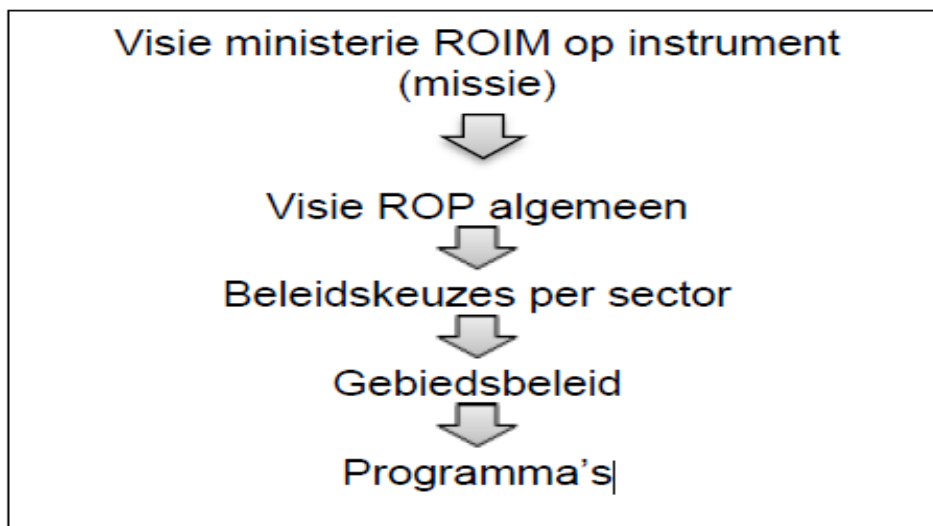 Visie ministerie ROIM op instrument
(missie)
Visie ROP algemeen
Beleidskeuzes per sector
Gebiedsbeleid
Programma's